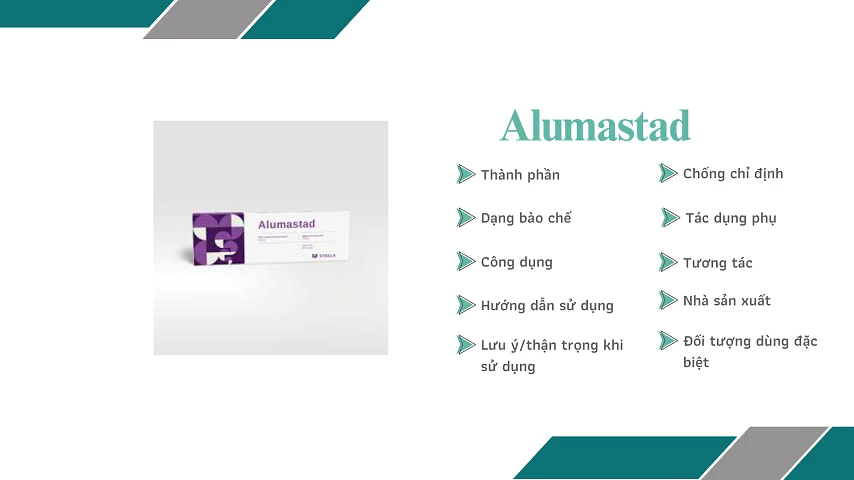 Alumastad
Thành phần
Dạng bào chế
Công dụng
Hướng dẫn sử dụng
Lưu ý/thận trọng khi
sử dụng
Chống chỉ định
Tác dụng phụ
Tương tác
Nhà sản xuất
Đối tượng dùng đặc
biệt
Alumastad
STELLA